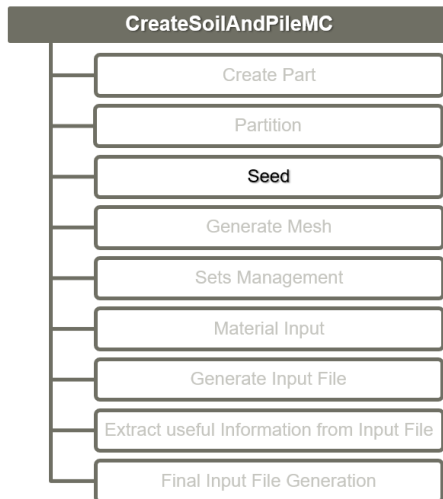 CreateSoilAndPileMC
Create Part
Partition
Seed
Generate Mesh
Sets Management
Material Input
Generate Input File
Extract useful Information from Input File
Final Input File Generation